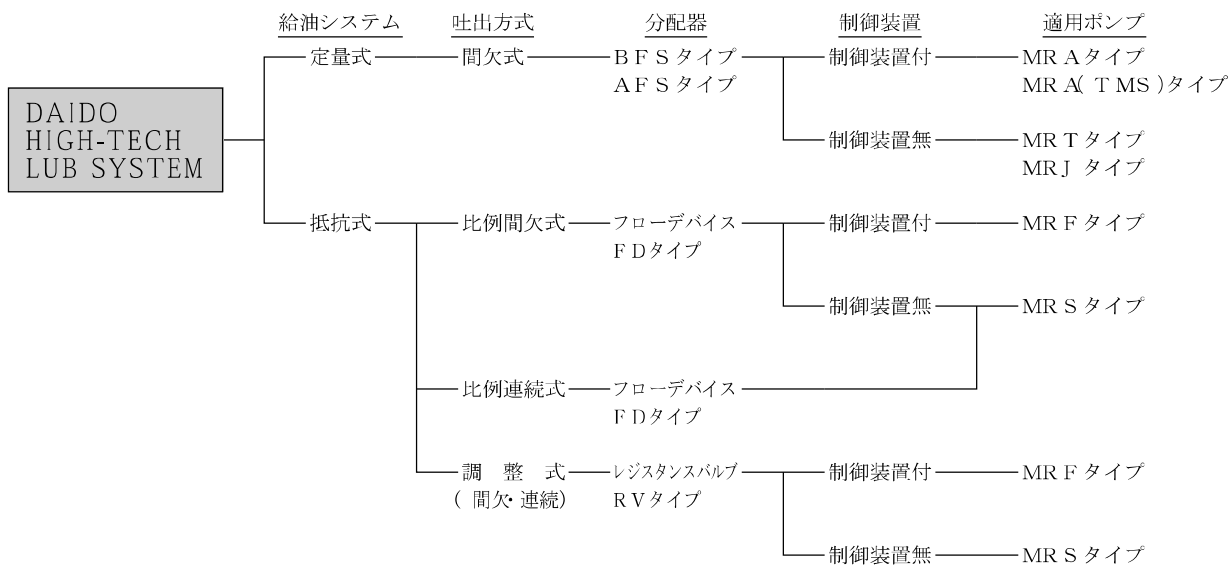 給油システム 吐出方式 分配器 制御装置 適用ポンプ
定量式 間欠式 BFSタイプ 制御装置付 MRAタイプ
AFSタイプ MRA(TMS)タイプ
DAIDO
HIGH-TECH
LUB SYSTEM
制御装置無 MRTタイプ
MRJタイプ
抵抗式 比例間欠式 フローデバイス 制御装置付 MRFタイプ
FDタイプ
制御装置無 MRSタイプ
比例連続式 フローデバイス
FDタイプ
調整式 レジスタンスバルブ 制御装置付 MRFタイプ
(間欠・連続) RVタイプ
制御装置無 MRSタイプ